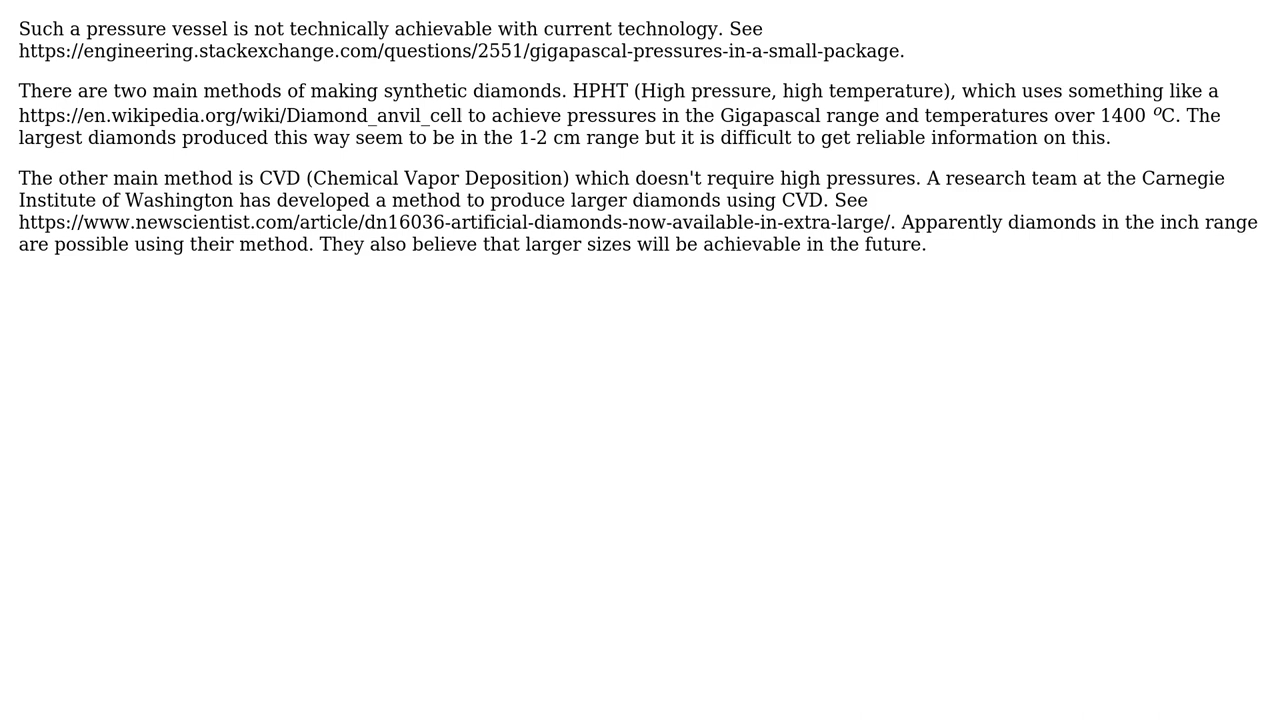 Such a pressure vessel is not technically achievable with current technology. See
https://engineering.stackexchange.com/questions/2551/gigapascal-pressures-in-a-small-package.
There are two main methods of making synthetic diamonds. HPHT (High pressure, high temperature), which uses something like a
https://en.wikipedia.org/wiki/Diamond_anvil_cell to achieve pressures in the Gigapascal range and temperatures over 1400 ºC. The
largest diamonds produced this way seem to be in the 1-2 cm range but it is difficult to get reliable information on this.
The other main method is CVD (Chemical Vapor Deposition) which doesn't require high pressures. A research team at the Carnegie
Institute of Washington has developed a method to produce larger diamonds using CVD. See
https://www.newscientist.com/article/dn16036-artificial-diamonds-now-available-in-extra-large/. Apparently diamonds in the inch range
are possible using their method. They also believe that larger sizes will be achievable in the future.